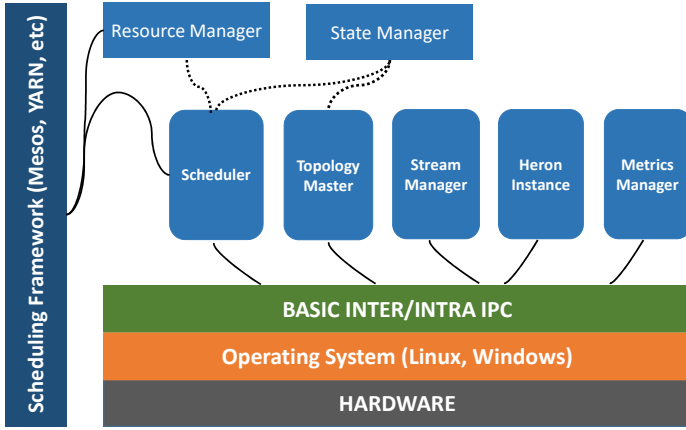 Scheduling Framework (Mesos, YARN, etc)
Resource Manager
State Manager
Scheduler
Topology
Master
Stream
Manager
Heron
Instance
Metrics
Manager
BASIC INTER/INTRA IPC
Operating System (Linux, Windows)
HARDWARE